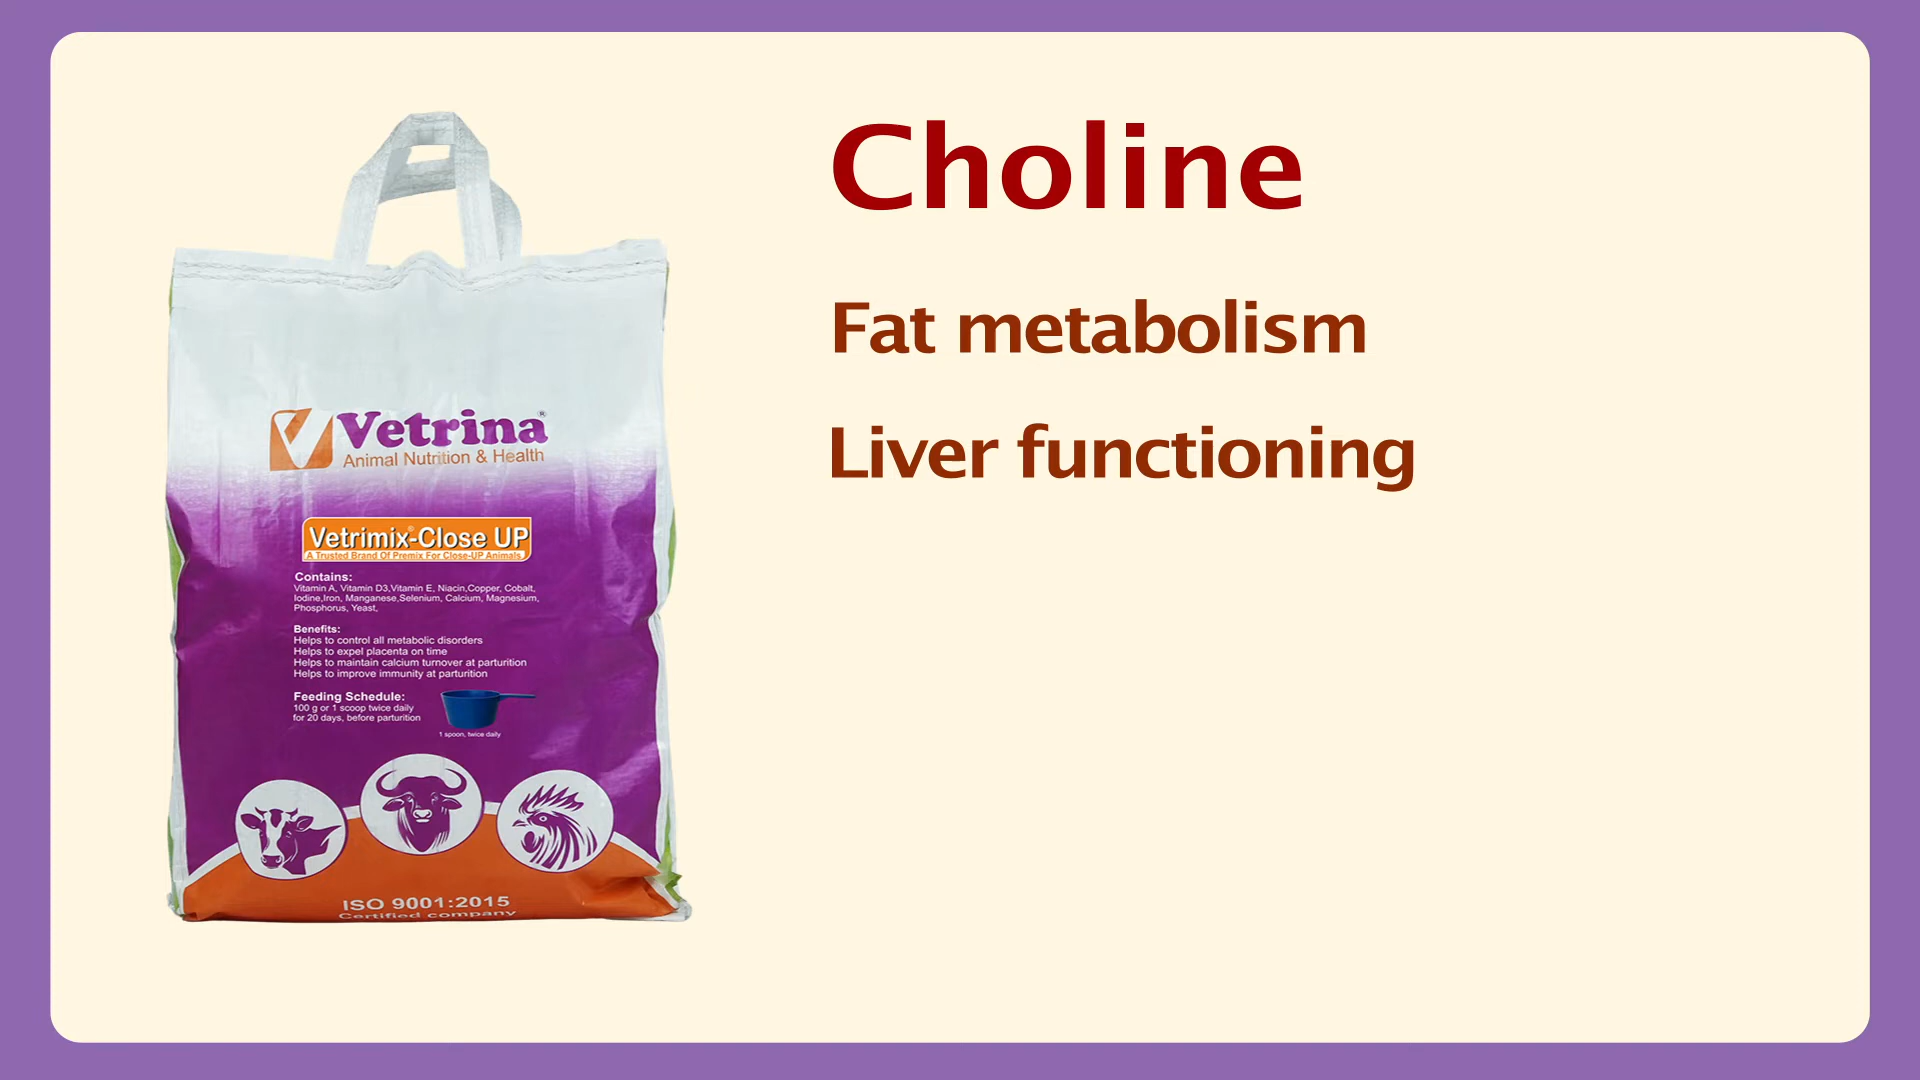 Choline
Fat metabolism
Liver functioning
Vetrina®
Animal Nutrition & Health
Vetrimix®-Close UP
A Trusted Brand Of Premix For Close-UP Animals
Contains:
Vitamin A, Vitamin D3,Vitamin E, Niacin,Copper, Cobalt,
Iodine,Iron, Manganese,Selenium, Calcium, Magnesium,
Phosphorus, Yeast,
Benefits:
Helps to control all metabolic disorders
Helps to expel placenta on time
Helps to maintain calcium turnover at parturition
Helps to improve immunity at parturition
Feeding Schedule:
100 g or 1 scoop twice daily
for 20 days, before parturition
1 spoon, twice daily
ISO 9001:2015
Certified company